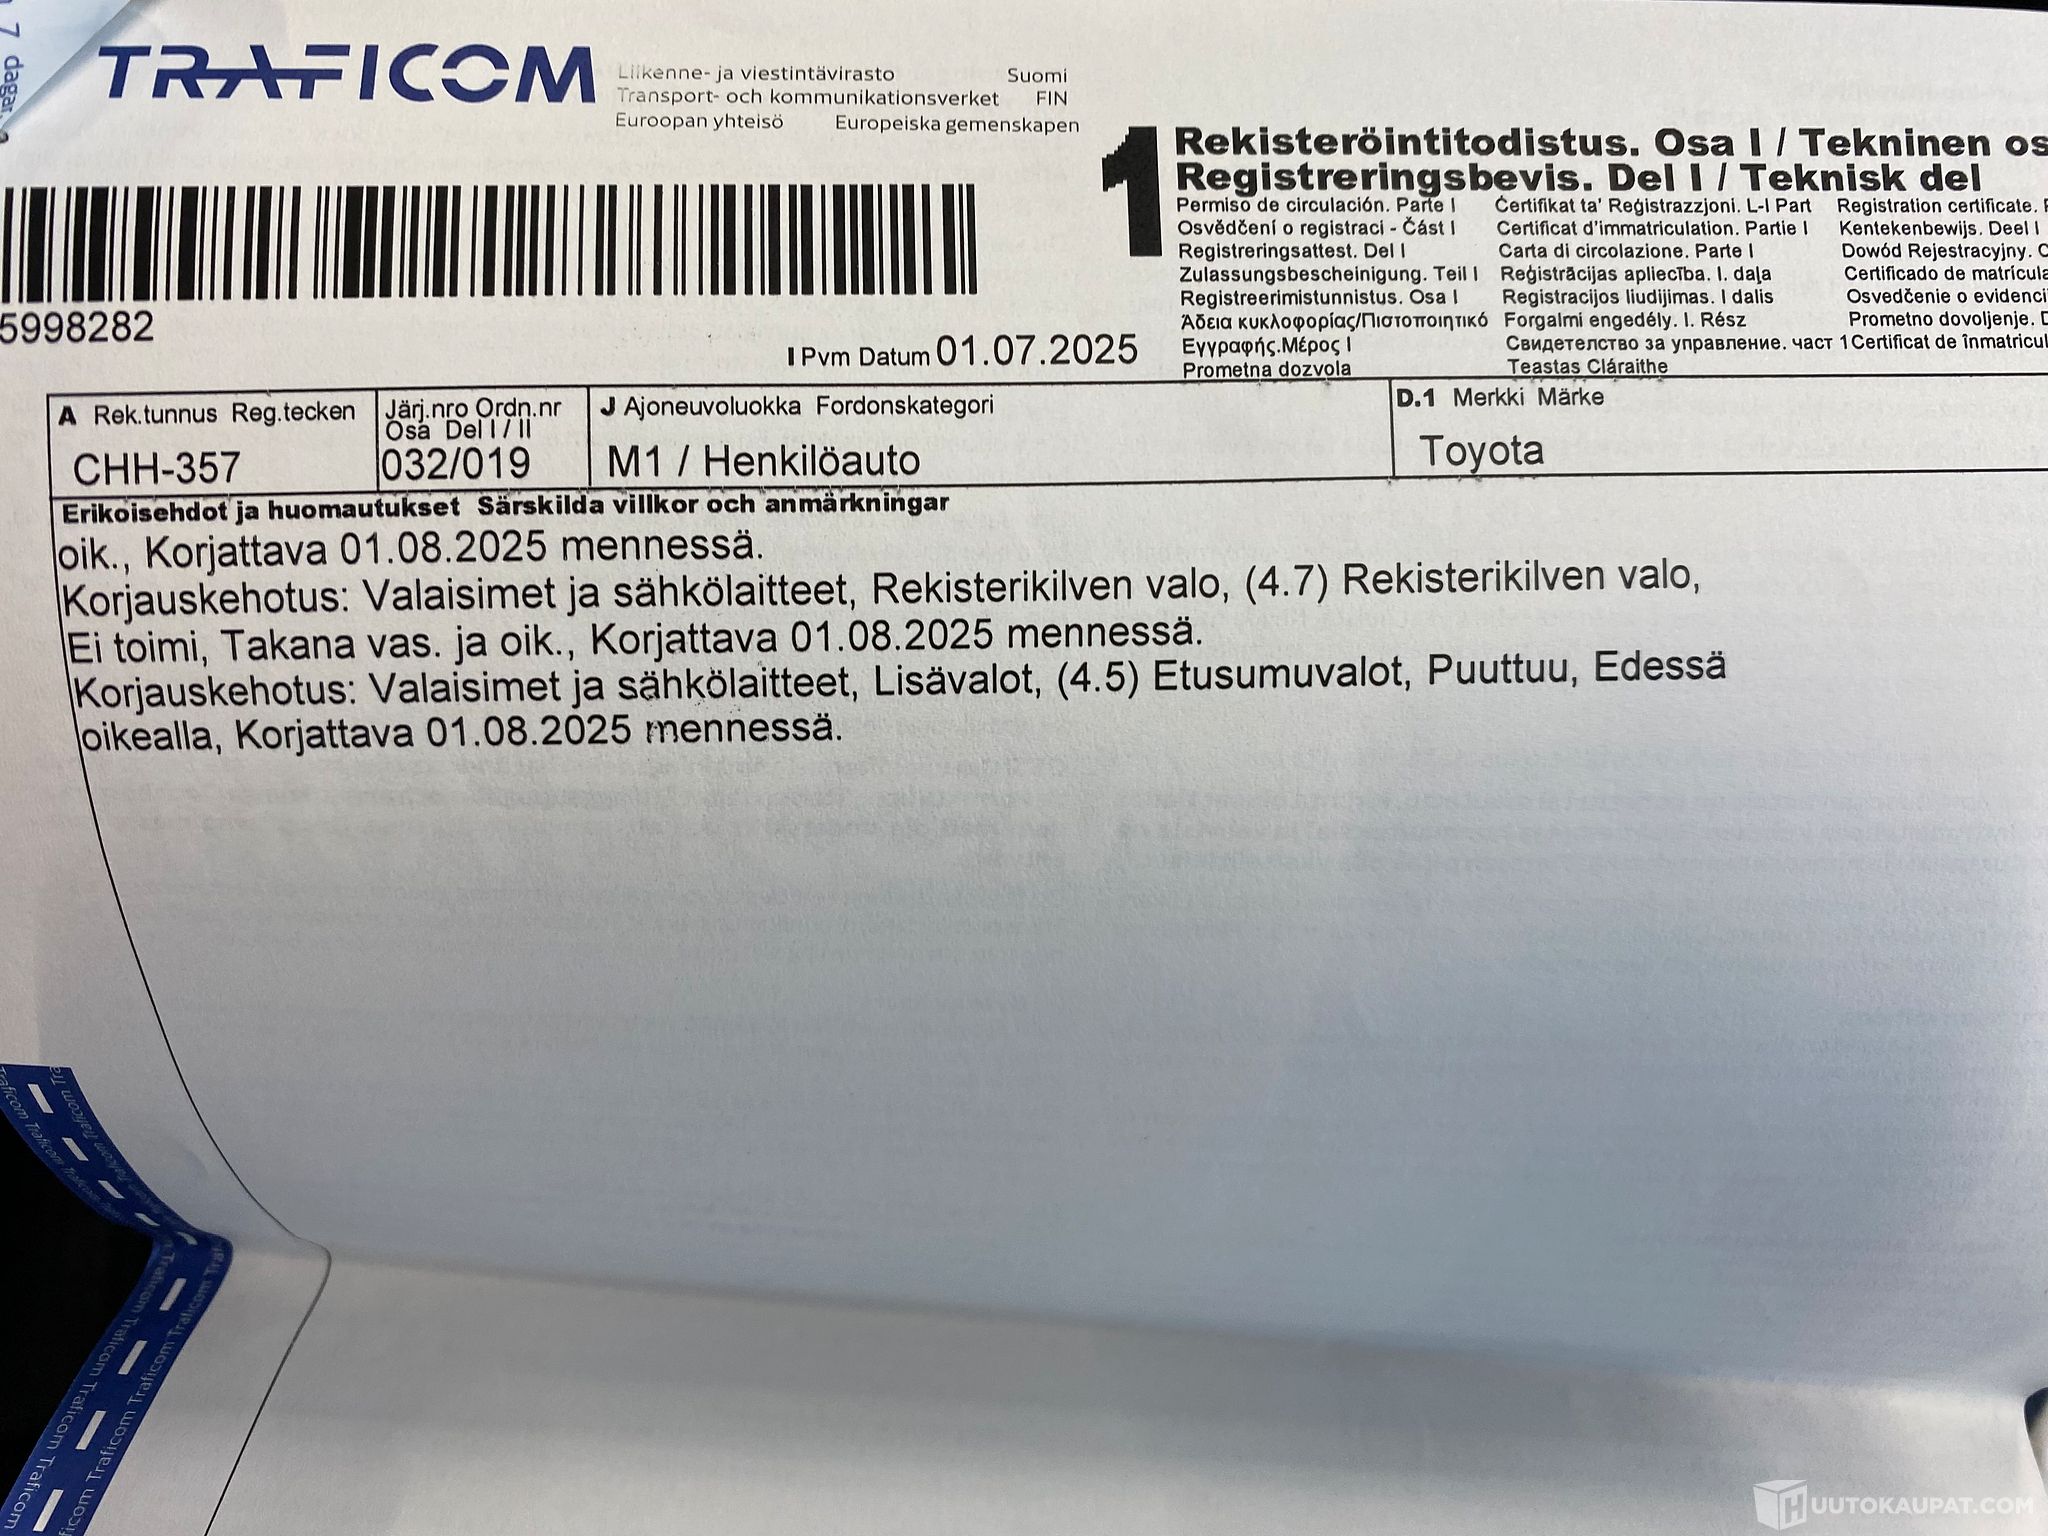 7 dagar
TRAFICOM
Liikenne- ja viestintävirasto Suomi
Transport- och kommunikationsverket FIN
Euroopan yhteisö Europeiska gemenskapen
1
Rekisteröintitodistus. Osa I / Tekninen os
Registreringsbevis. Del I / Teknisk del
Permiso de circulación. Parte I Ċertifikat ta' Reġistrazzjoni. L-I Part Registration certificate. P
Osvědčení o registraci - Část I Certificat d'immatriculation. Partie I Kentekenbewijs. Deel I
Registreringsattest. Del I Carta di circolazione. Parte I Dowód Rejestracyjny. C
Zulassungsbescheinigung. Teil I Reģistrācijas apliecība. I. daļa Certificado de matrícula
Registreerimistunnistus. Osa I Registracijos liudijimas. I dalis Osvedčenie o evidenci
Άδεια κυκλοφορίας/Πιστοποιητικό Forgalmi engedély. I. Rész Prometno dovoljenje. D
Εγγραφής.Μέρος I Свидетелство за управление. част 1 Certificat de înmatricul
Prometna dozvola Teastas Cláraithe
5998282
I Pvm Datum 01.07.2025
A Rek.tunnus Reg.tecken Järj.nro Ordn.nr J Ajoneuvoluokka Fordonskategori D.1 Merkki Märke
Osa Del I / II
CHH-357 032/019 M1 / Henkilöauto Toyota
Erikoisehdot ja huomautukset Särskilda villkor och anmärkningar
oik., Korjattava 01.08.2025 mennessä.
Korjauskehotus: Valaisimet ja sähkölaitteet, Rekisterikilven valo, (4.7) Rekisterikilven valo,
Ei toimi, Takana vas. ja oik., Korjattava 01.08.2025 mennessä.
Korjauskehotus: Valaisimet ja sähkölaitteet, Lisävalot, (4.5) Etusumuvalot, Puuttuu, Edessä
oikealla, Korjattava 01.08.2025 mennessä.
Traficom Traficom Traficom Traficom
HUUTOKAUPAT.COM